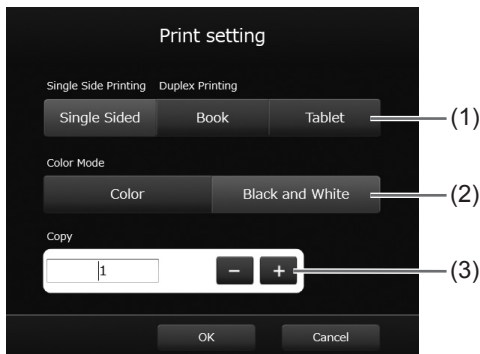 Print setting
Single Side Printing Duplex Printing
Single Sided Book Tablet (1)
Color Mode
Color Black and White (2)
Copy
1 − + (3)
OK Cancel